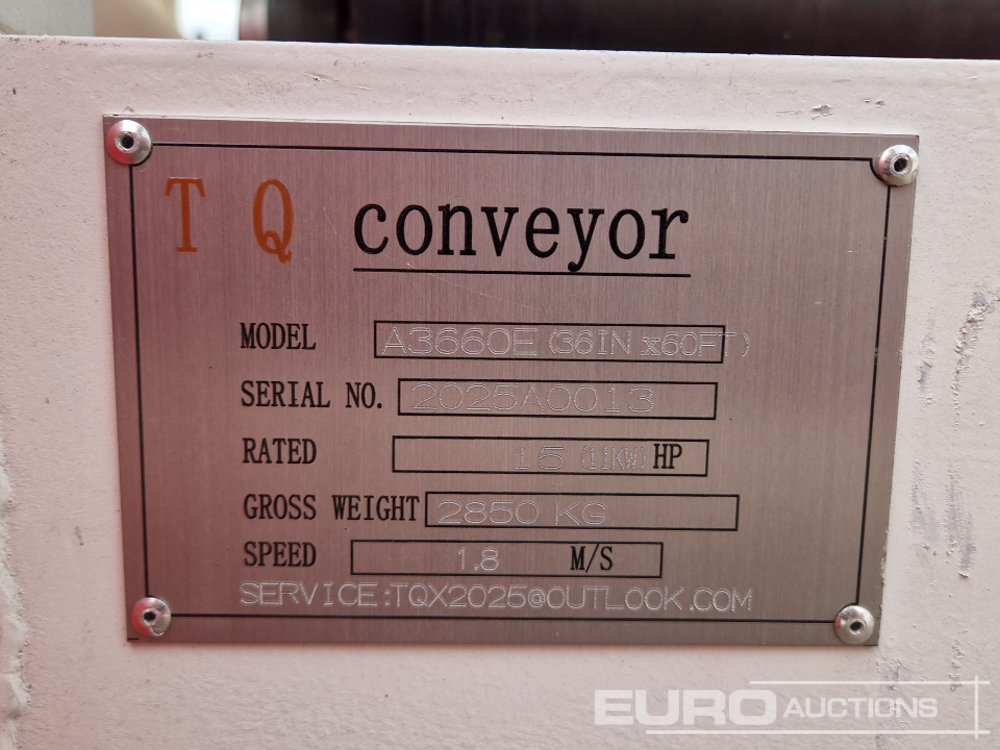 T Q conveyor
MODEL A3660E (36IN x60FT)
SERIAL NO. 2025A0013
RATED 15 (11KW) HP
GROSS WEIGHT 2850 KG
SPEED 1.8 M/S
SERVICE:TQX2025@OUTLOOK.COM
EURO AUCTIONS